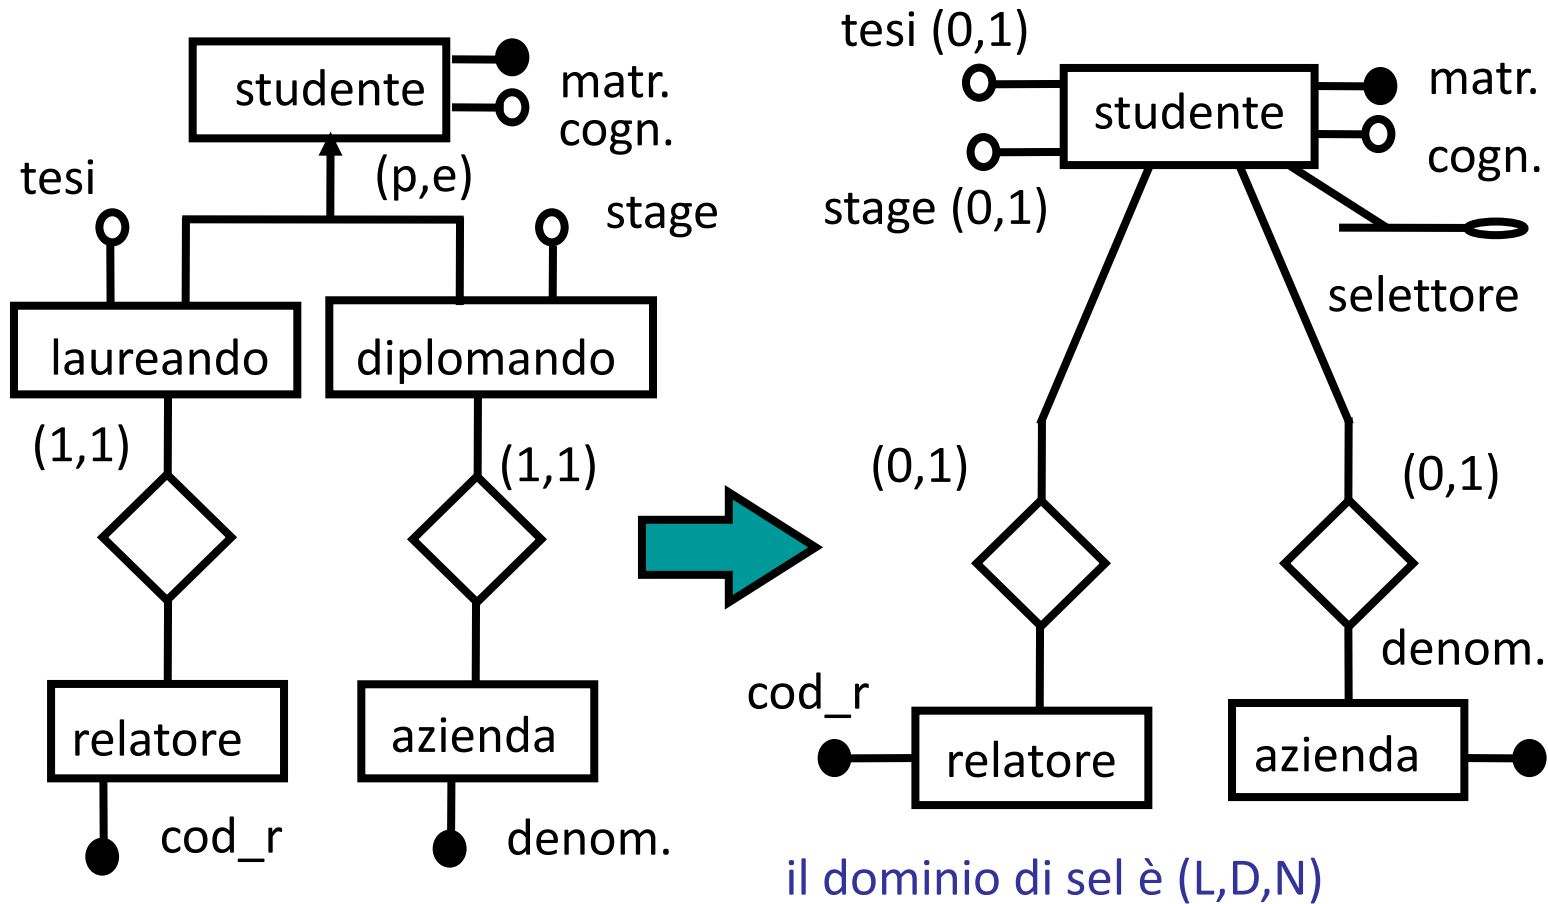 studente
matr.
cogn.
(p,e)
tesi
stage
laureando
diplomando
(1,1)
(1,1)
relatore
azienda
cod_r
denom.
tesi (0,1)
studente
matr.
cogn.
stage (0,1)
selettore
(0,1)
(0,1)
denom.
cod_r
relatore
azienda
il dominio di sel è (L,D,N)